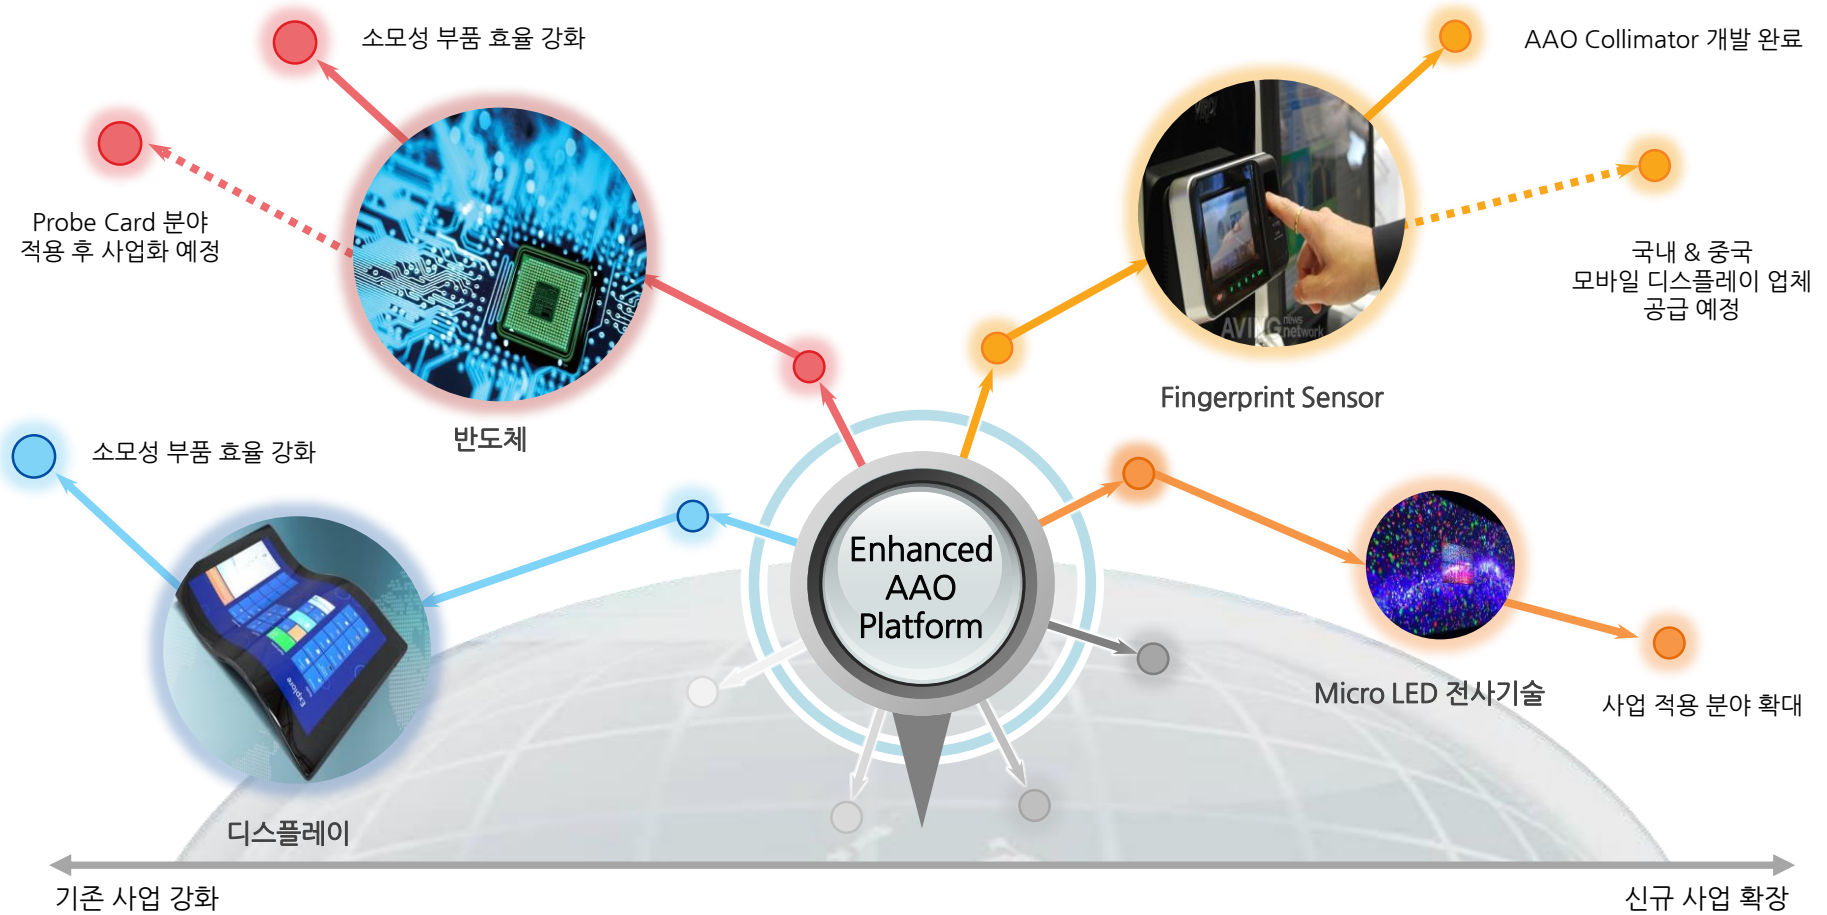 소모성 부품 효율 강화
AAO Collimator 개발 완료
Probe Card 분야
적용 후 사업화 예정
국내 & 중국
모바일 디스플레이 업체
공급 예정
AVING news
network
Fingerprint Sensor
반도체
소모성 부품 효율 강화
Enhanced
AAO
Platform
Explore
Micro LED 전사기술
사업 적용 분야 확대
디스플레이
기존 사업 강화
신규 사업 확장